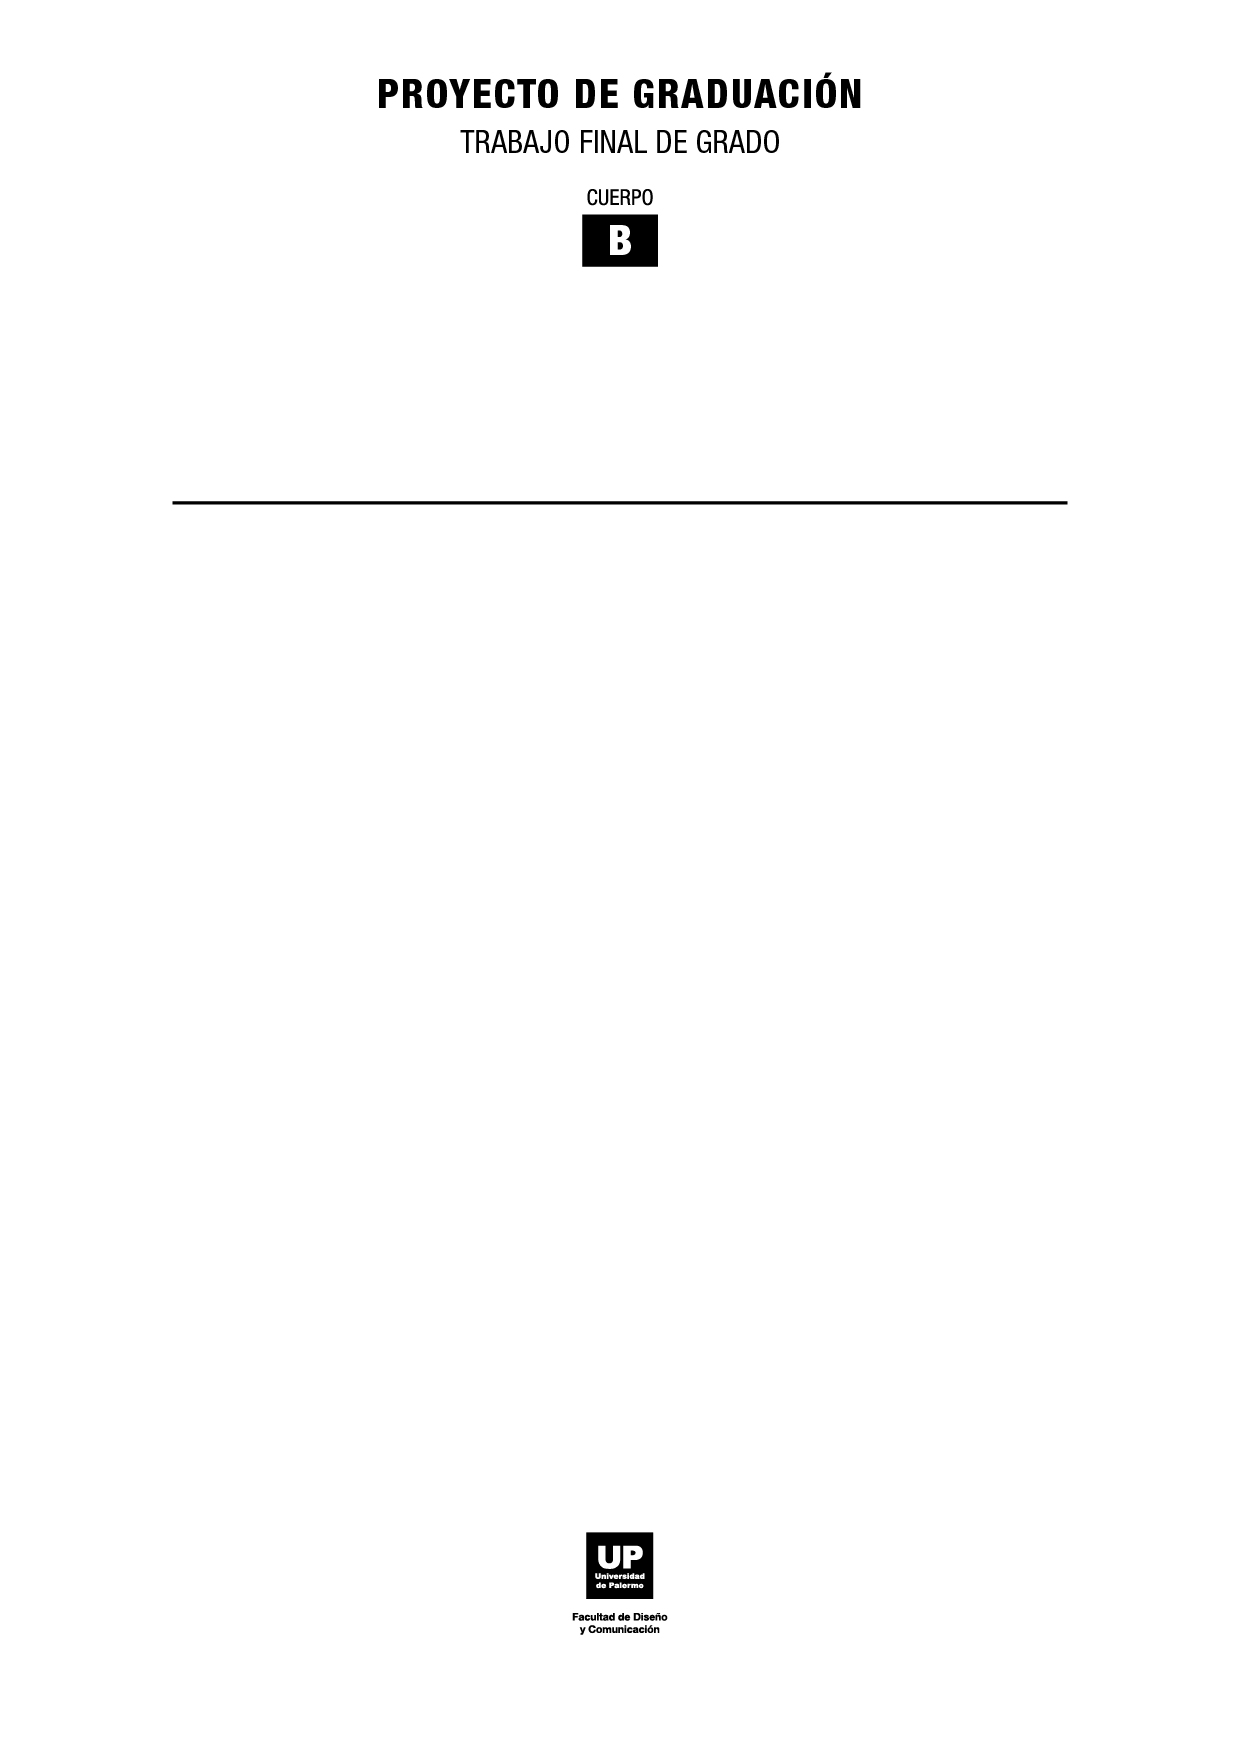 PROYECTO DE GRADUACIÓN
TRABAJO FINAL DE GRADO
CUERPO
B
UP
Universidad
de Palermo
Facultad de Diseño
y Comunicación